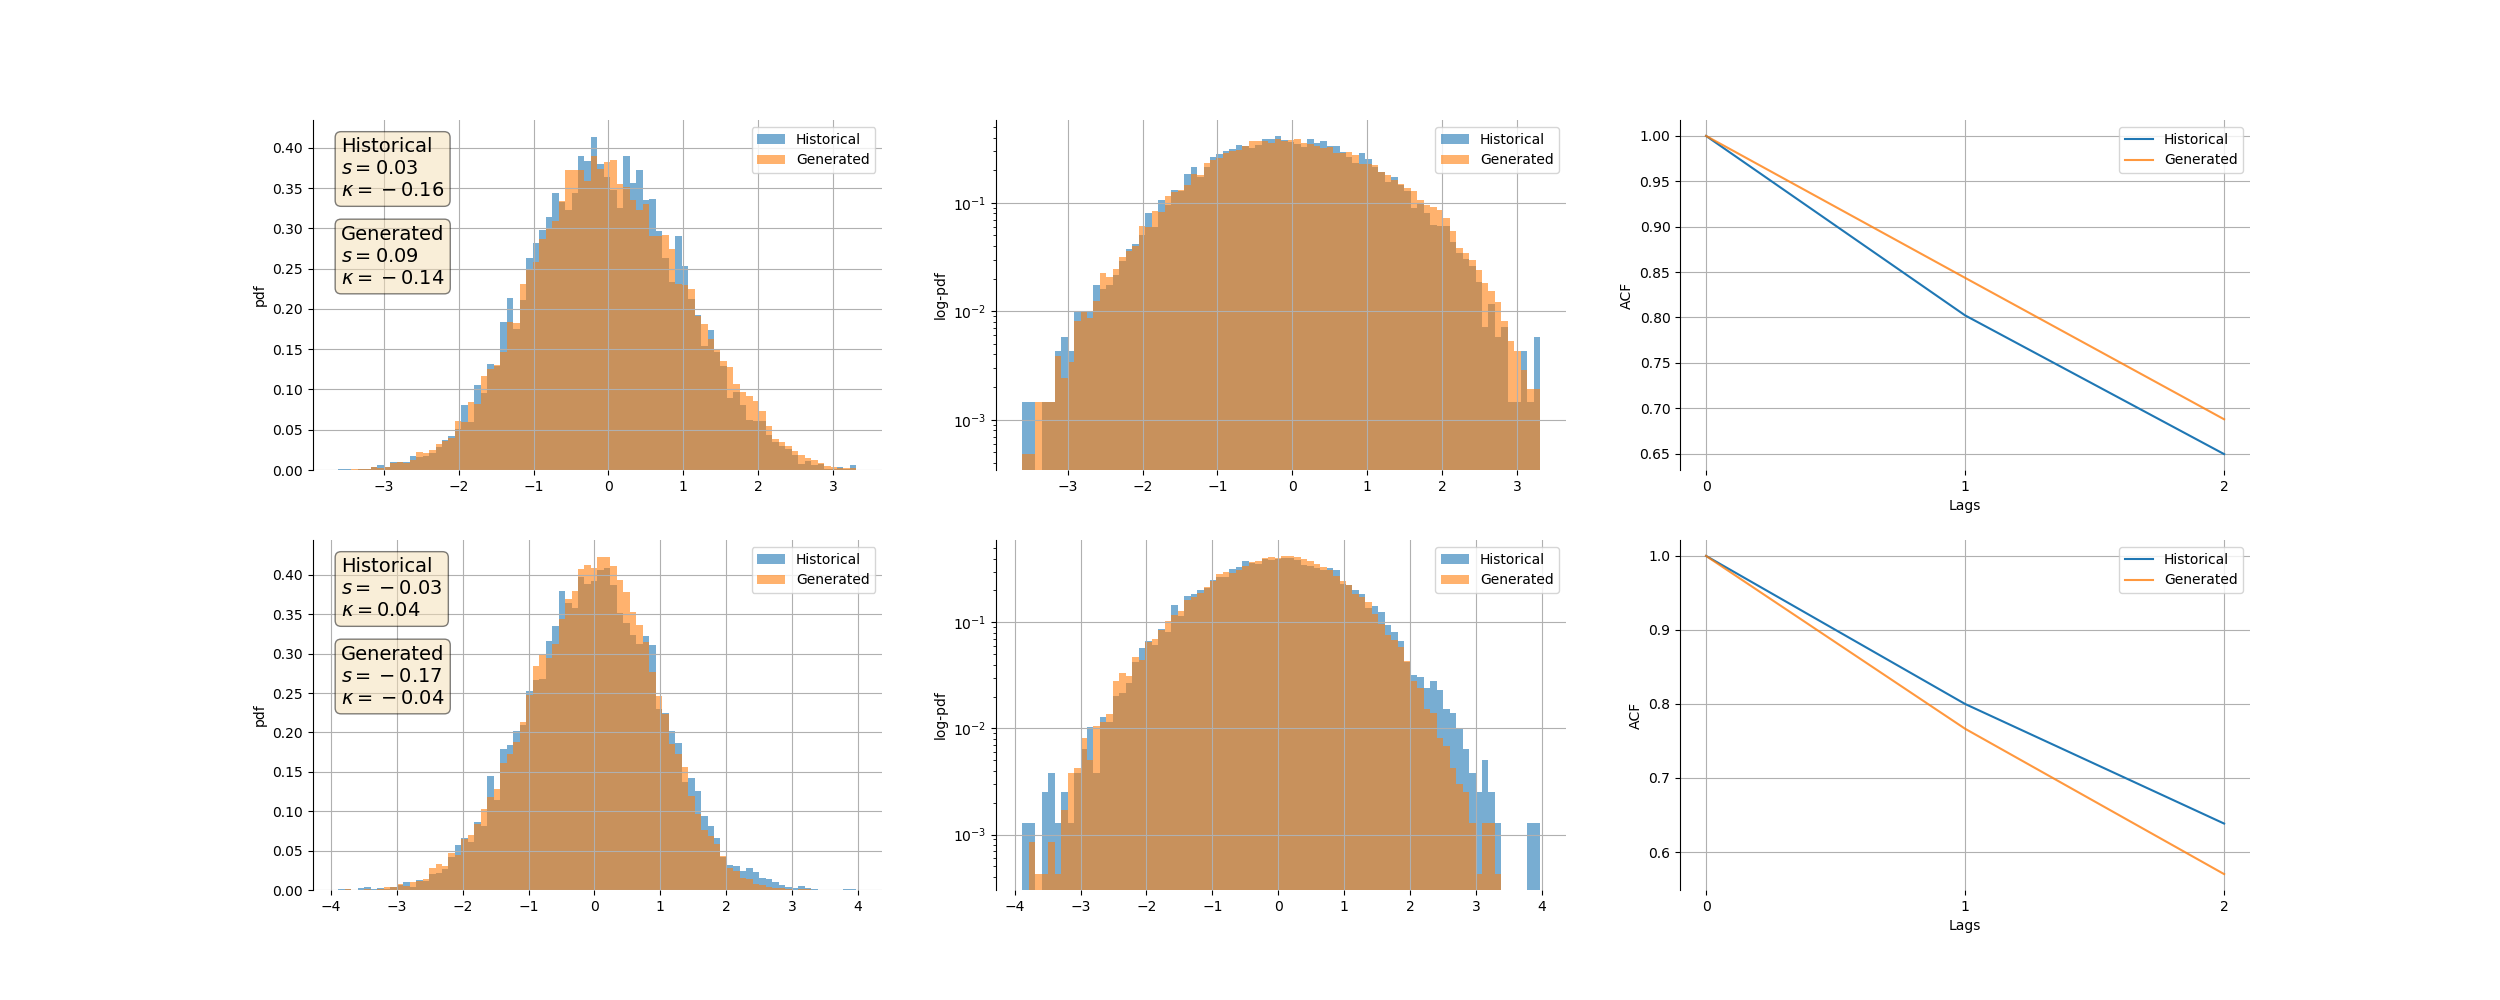 Historical
s = 0.03
κ = −0.16
Generated
s = 0.09
κ = −0.14
Historical
Generated
pdf
0.40
0.35
0.30
0.25
0.20
0.15
0.10
0.05
0.00
−3 −2 −1 0 1 2 3
Historical
Generated
log-pdf
10⁻¹
10⁻²
10⁻³
−3 −2 −1 0 1 2 3
Historical
Generated
ACF
1.00
0.95
0.90
0.85
0.80
0.75
0.70
0.65
0 1 2
Lags
Historical
s = −0.03
κ = 0.04
Generated
s = −0.17
κ = −0.04
Historical
Generated
pdf
0.40
0.35
0.30
0.25
0.20
0.15
0.10
0.05
0.00
−4 −3 −2 −1 0 1 2 3 4
Historical
Generated
log-pdf
10⁻¹
10⁻²
10⁻³
−4 −3 −2 −1 0 1 2 3 4
Historical
Generated
ACF
1.0
0.9
0.8
0.7
0.6
0 1 2
Lags